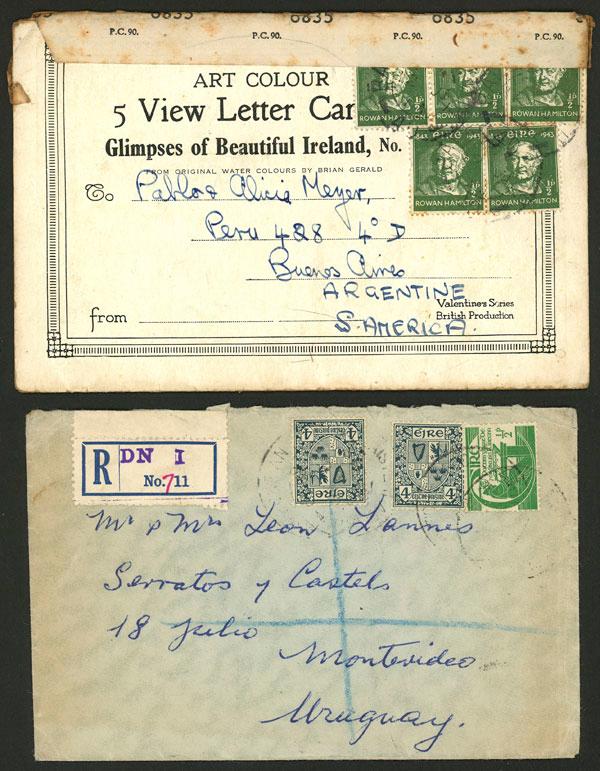 6835 6835 6835
P.C. 90. P.C. 90. P.C. 90. P.C. 90.
ART COLOUR
5 View Letter Car
Glimpses of Beautiful Ireland, No.
FROM ORIGINAL WATER COLOURS BY BRIAN GERALD
ROWAN HAMILTON ROWAN HAMILTON ROWAN HAMILTON
1843 éIRe 1943
ROWAN HAMILTON ROWAN HAMILTON
To Pablo & Alicia Meyer,
Peru 428 4° D
Buenos Aires
ARGENTINE
S. AMERICA.
from
Valentine's Series
British Production
R DN I
No. 711
éIRe
éIRe
Mr & Mrs Leon Lannes
Serratos y Castels
18 Julio
Montevideo
Uruguay.